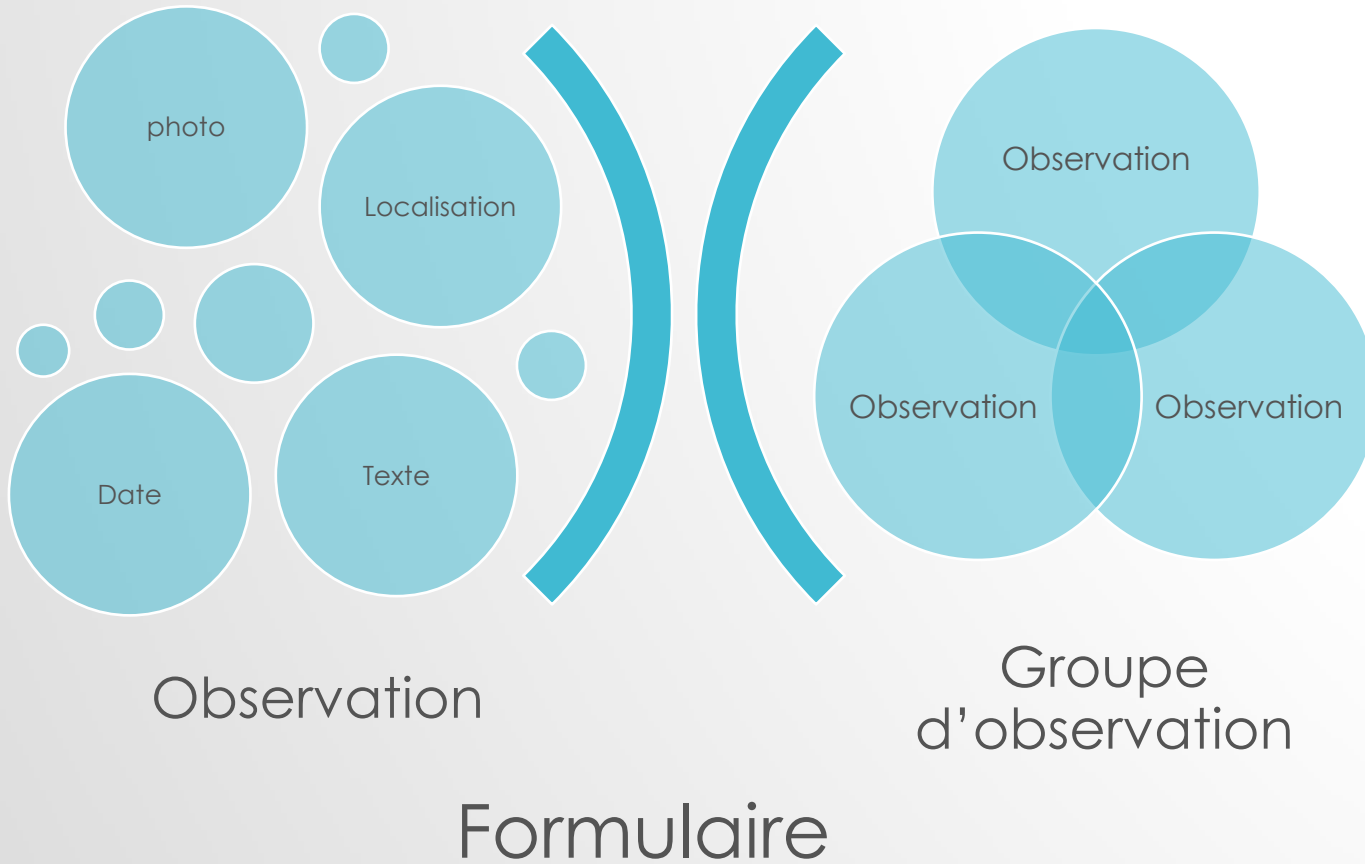 photo
Localisation
Date
Texte
Observation
Observation
Observation
Observation
Groupe
d’observation
Formulaire